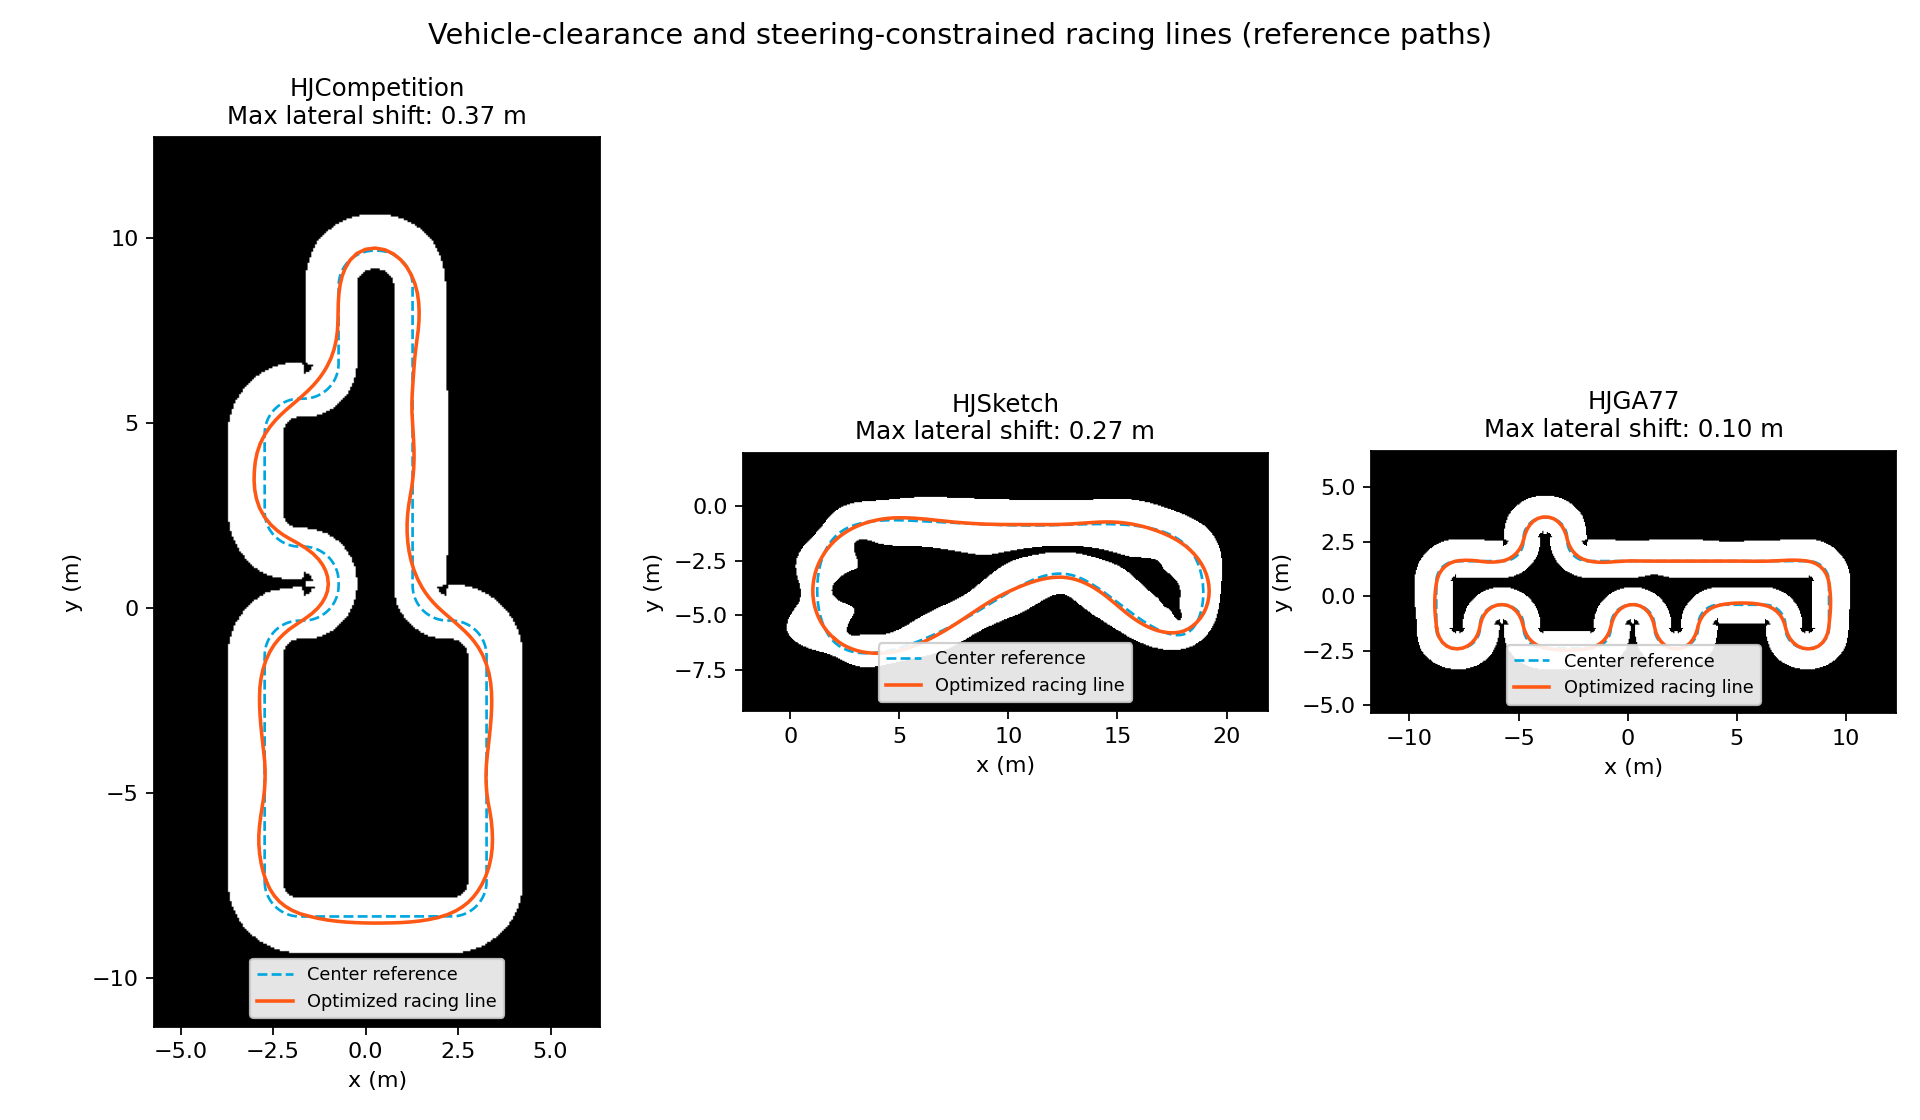 Vehicle-clearance and steering-constrained racing lines (reference paths)
HJCompetition
Max lateral shift: 0.37 m
10
5
0
−5
−10
y (m)
−5.0
−2.5
0.0
2.5
5.0
x (m)
Center reference
Optimized racing line
HJSketch
Max lateral shift: 0.27 m
0.0
−2.5
−5.0
−7.5
y (m)
0
5
10
15
20
x (m)
Center reference
Optimized racing line
HJGA77
Max lateral shift: 0.10 m
5.0
2.5
0.0
−2.5
−5.0
y (m)
−10
−5
0
5
10
x (m)
Center reference
Optimized racing line